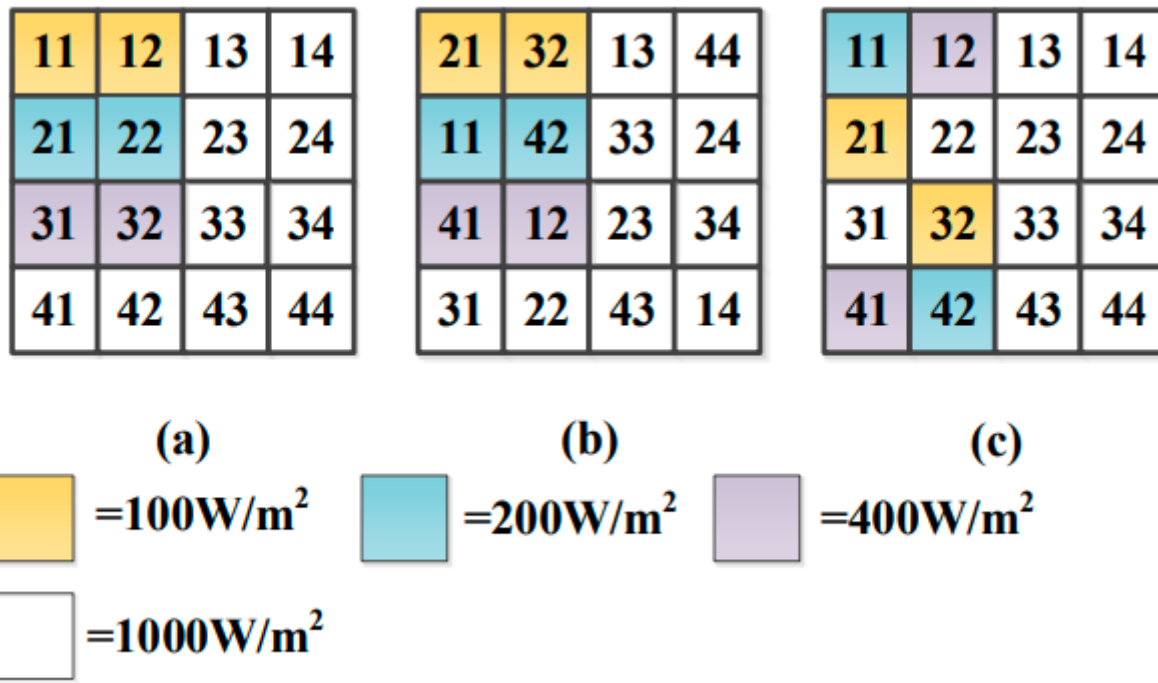 11 12 13 14 21 32 13 44 11 12 13 14
21 22 23 24 11 42 33 24 21 22 23 24
31 32 33 34 41 12 23 34 31 32 33 34
41 42 43 44 31 22 43 14 41 42 43 44
(a) (b) (c)
=100W/m² =200W/m² =400W/m²
=1000W/m²